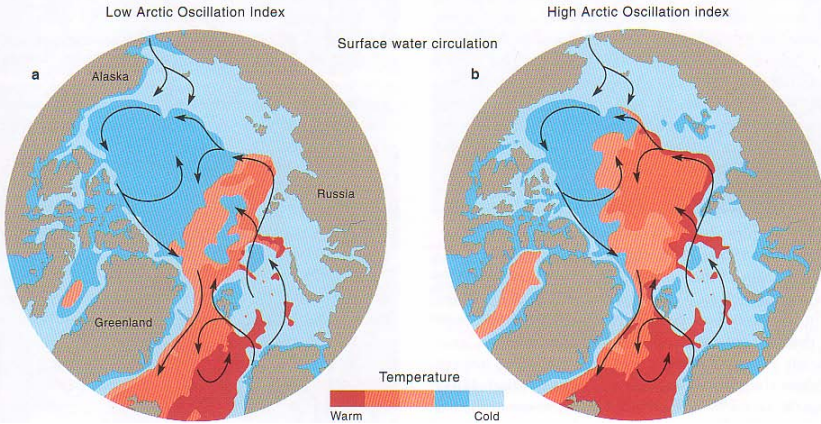 Low Arctic Oscillation Index
High Arctic Oscillation index
Surface water circulation
a
b
Alaska
Russia
Greenland
Temperature
Warm
Cold